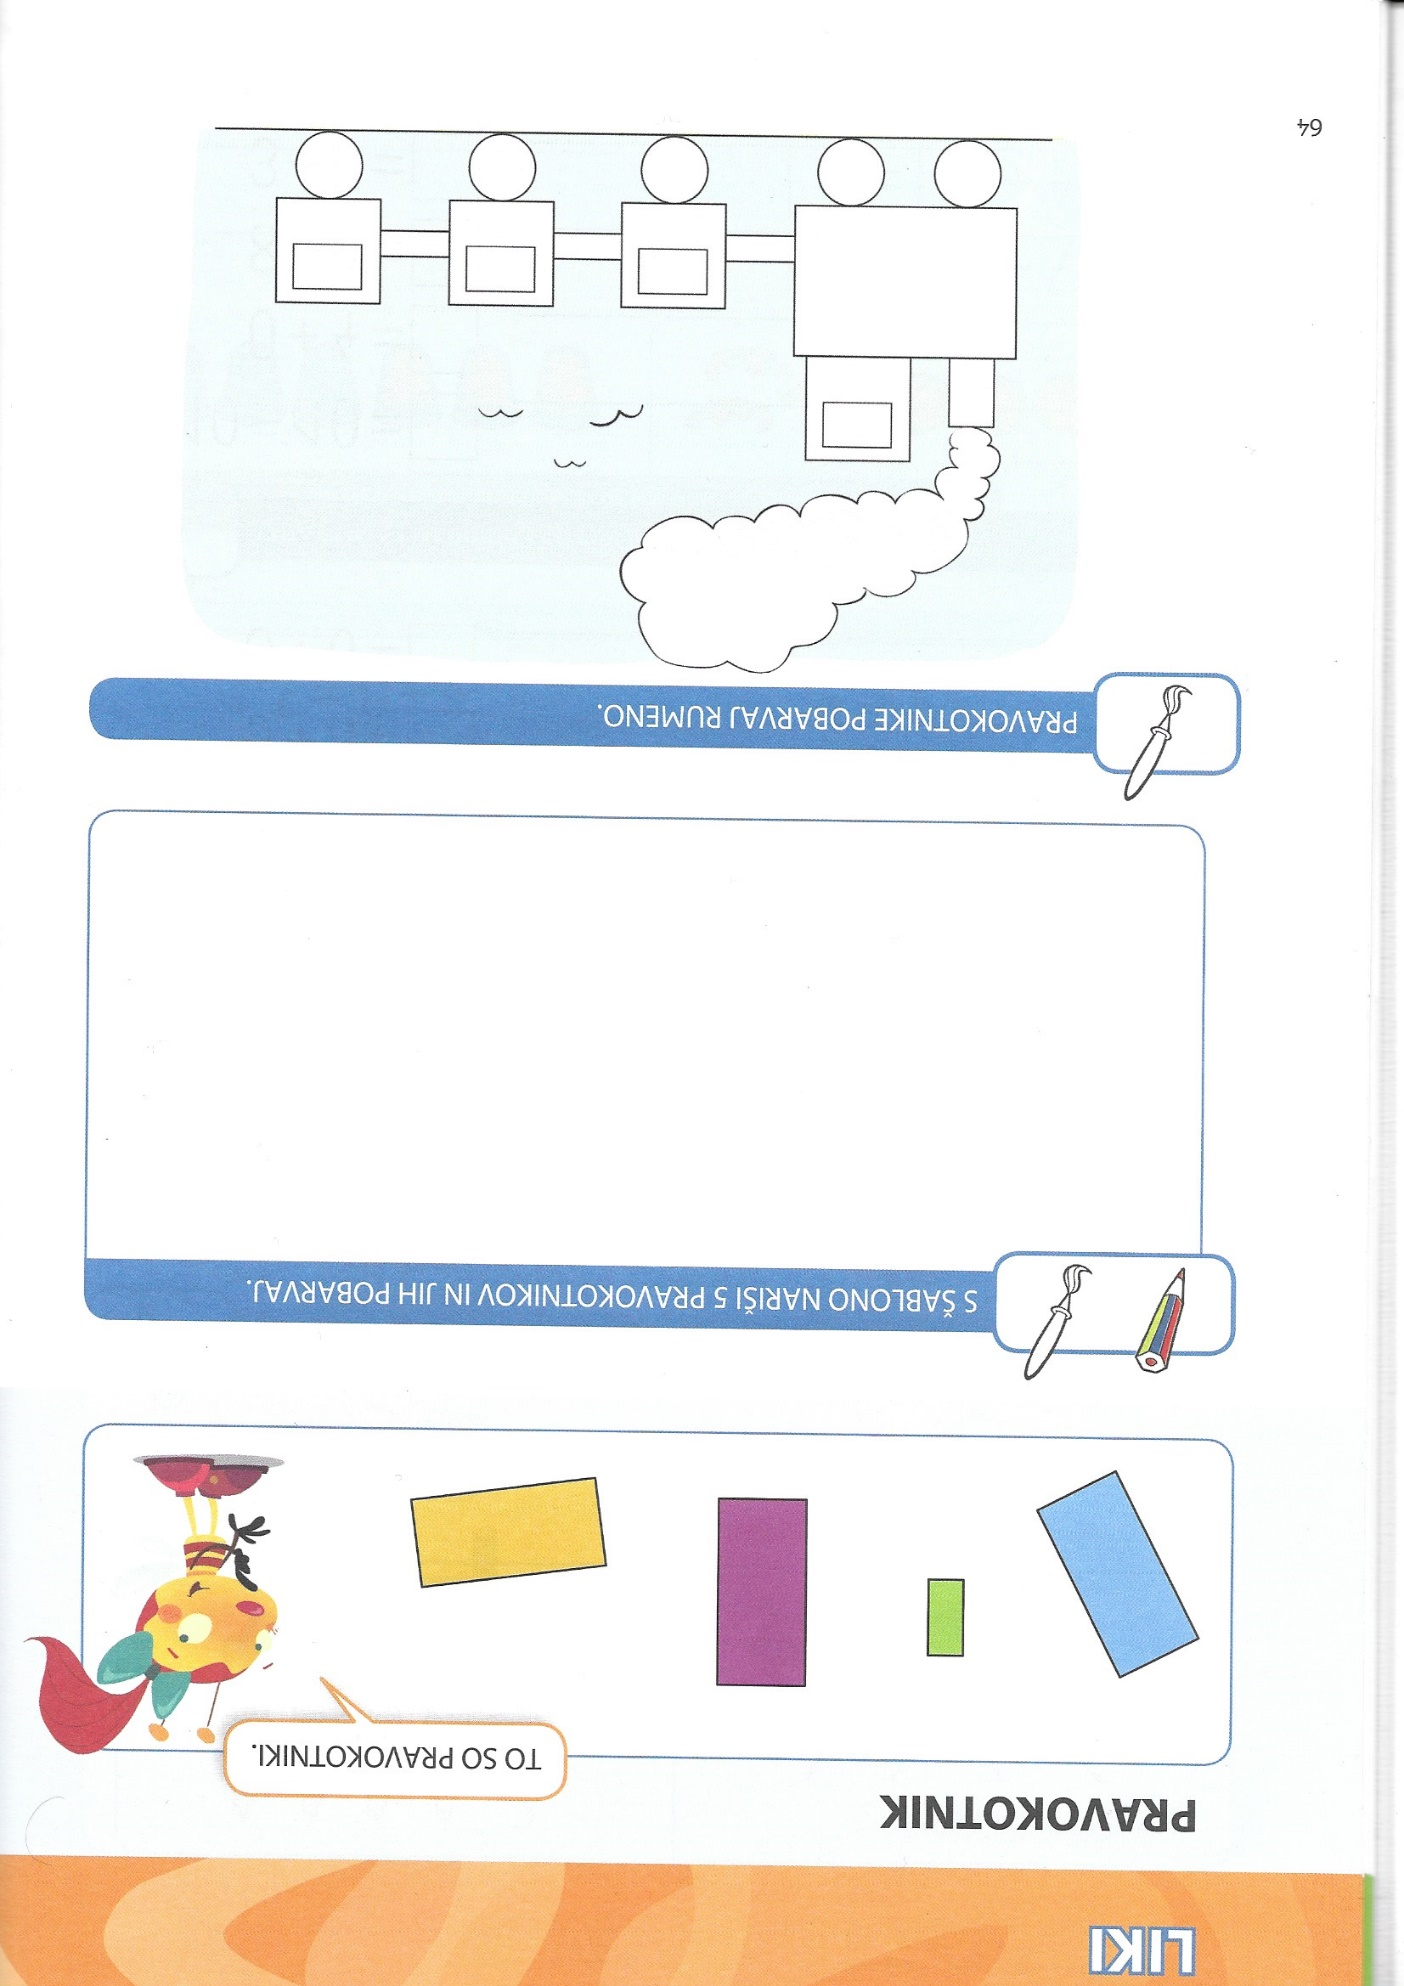 LIKI
PRAVOKOTNIK
TO SO PRAVOKOTNIKI.
S ŠABLONO NARIŠI 5 PRAVOKOTNIKOV IN JIH POBARVAJ.
PRAVOKOTNIKE POBARVAJ RUMENO.
64